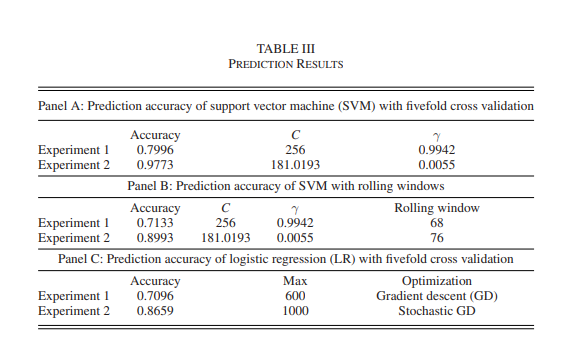 TABLE III
PREDICTION RESULTS
Panel A: Prediction accuracy of support vector machine (SVM) with fivefold cross validation
Accuracy C γ
Experiment 1 0.7996 256 0.9942
Experiment 2 0.9773 181.0193 0.0055
Panel B: Prediction accuracy of SVM with rolling windows
Accuracy C γ Rolling window
Experiment 1 0.7133 256 0.9942 68
Experiment 2 0.8993 181.0193 0.0055 76
Panel C: Prediction accuracy of logistic regression (LR) with fivefold cross validation
Accuracy Max Optimization
Experiment 1 0.7096 600 Gradient descent (GD)
Experiment 2 0.8659 1000 Stochastic GD